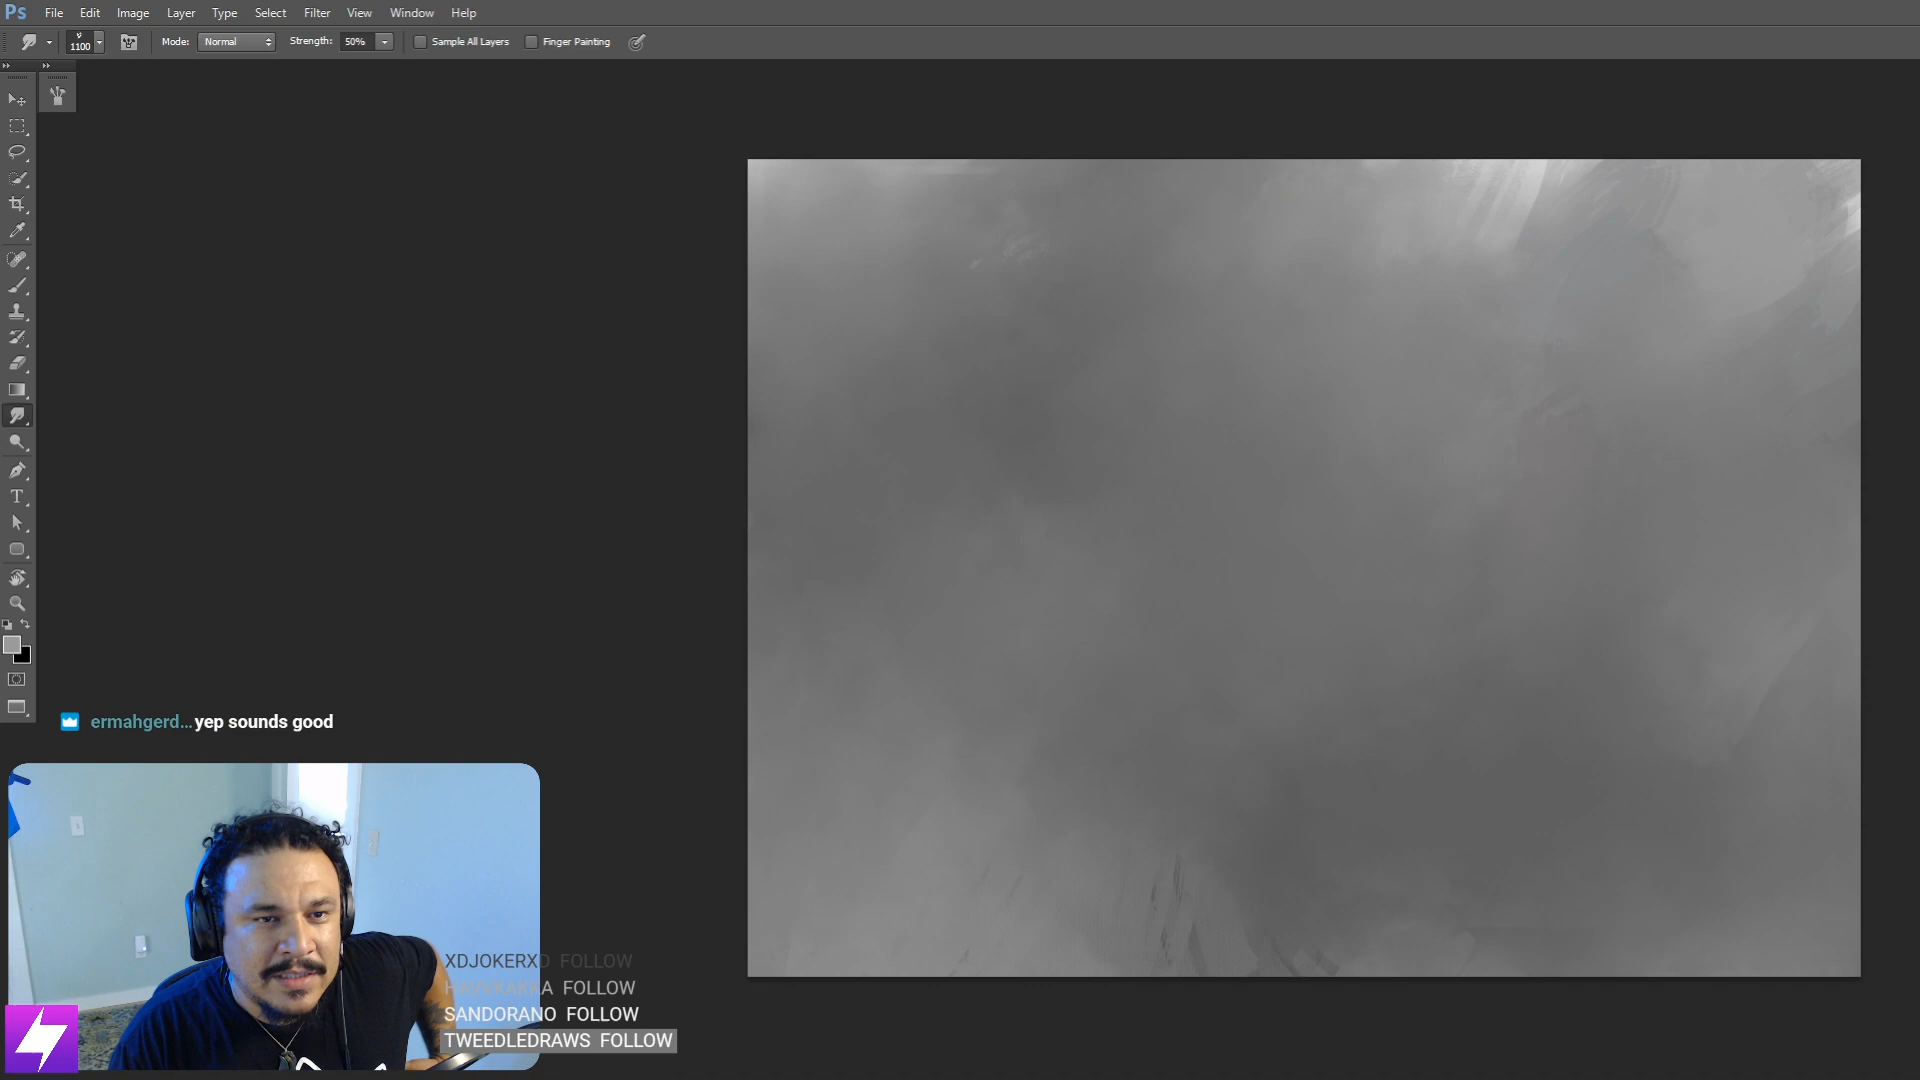 Ps File Edit Image Layer Type Select Filter View Window Help
1100 Mode: Normal Strength: 50% Sample All Layers Finger Painting
T
ermahgerd... yep sounds good
XDJOKERXD FOLLOW
FOLLOW
SANDORANO FOLLOW
TWEEDLEDRAWS FOLLOW